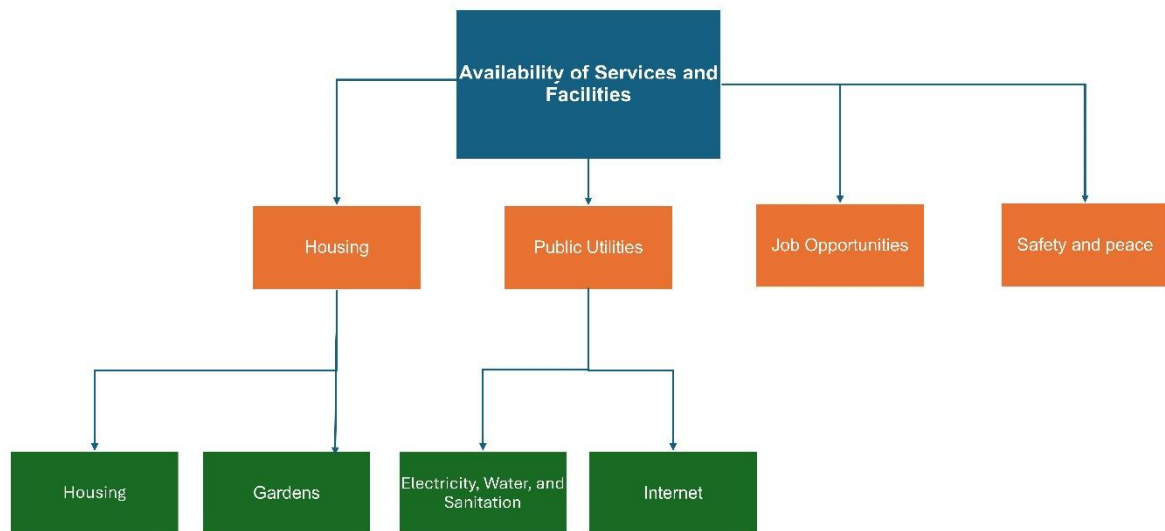 Availability of Services and
Facilities
Housing
Public Utilities
Job Opportunities
Safety and peace
Housing
Gardens
Electricity, Water, and
Sanitation
Internet